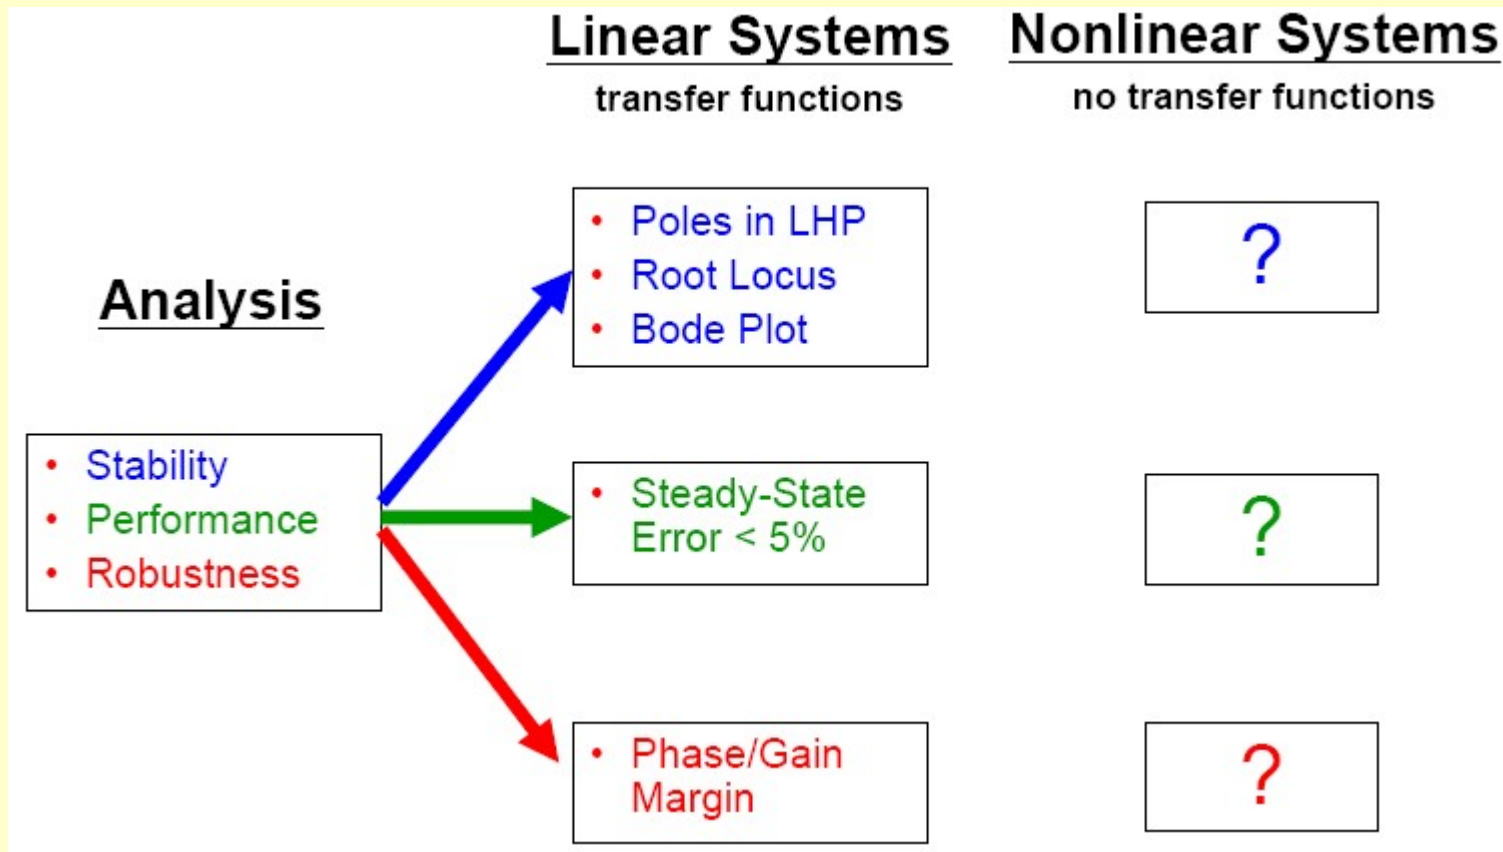 Linear Systems
transfer functions
Nonlinear Systems
no transfer functions
Analysis
• Stability
• Performance
• Robustness
• Poles in LHP
• Root Locus
• Bode Plot
?
• Steady-State
Error < 5%
?
• Phase/Gain
Margin
?